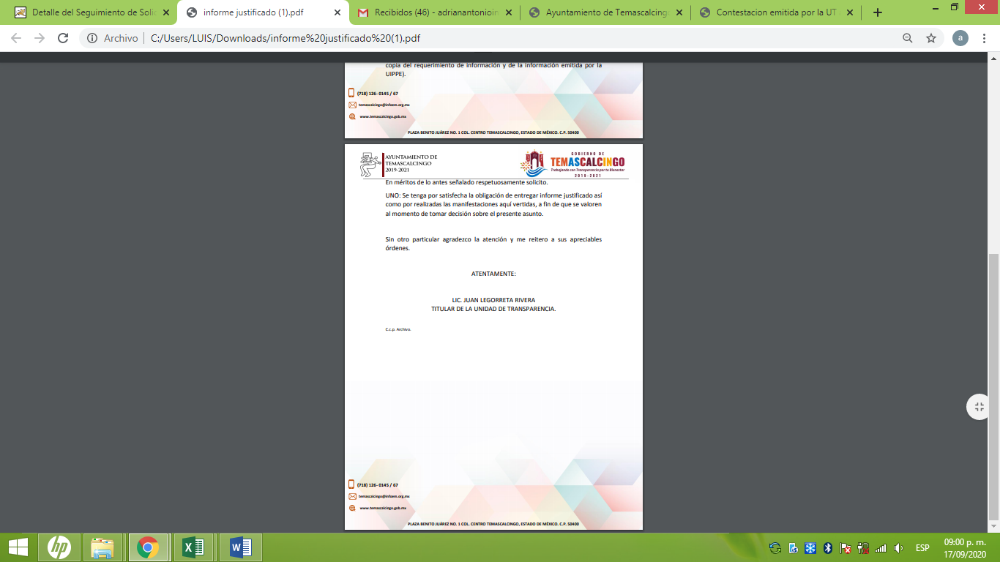 Detalle del Seguimiento de Solic
informe justificado (1).pdf
Recibidos (46) - adrianantonioin
Ayuntamiento de Temascalcingo
Contestacion emitida por la UT
Archivo
C:/Users/LUIS/Downloads/informe%20justificado%20(1).pdf
a
copia del requerimiento de información y de la información emitida por la
UIPPE).
(718) 126- 0145 / 67
temascalcingo@infoem.org.mx
www.temascalcingo.gob.mx
PLAZA BENITO JUÁREZ NO. 1 COL. CENTRO TEMASCALCINGO, ESTADO DE MÉXICO. C.P. 50400
AYUNTAMIENTO DE
TEMASCALCINGO
2019-2021
GOBIERNO DE
TEMASCALCINGO
Trabajando con Transparencia por tu Bienestar
2019-2021
En méritos de lo antes señalado respetuosamente solicito.
UNO: Se tenga por satisfecha la obligación de entregar informe justificado así
como por realizadas las manifestaciones aquí vertidas, a fin de que se valoren
al momento de tomar decisión sobre el presente asunto.
Sin otro particular agradezco la atención y me reitero a sus apreciables
órdenes.
ATENTAMENTE:
LIC. JUAN LEGORRETA RIVERA
TITULAR DE LA UNIDAD DE TRANSPARENCIA.
C.c.p. Archivo.
(718) 126- 0145 / 67
temascalcingo@infoem.org.mx
www.temascalcingo.gob.mx
PLAZA BENITO JUÁREZ NO. 1 COL. CENTRO TEMASCALCINGO, ESTADO DE MÉXICO. C.P. 50400
hp
ESP
09:00 p. m.
17/09/2020